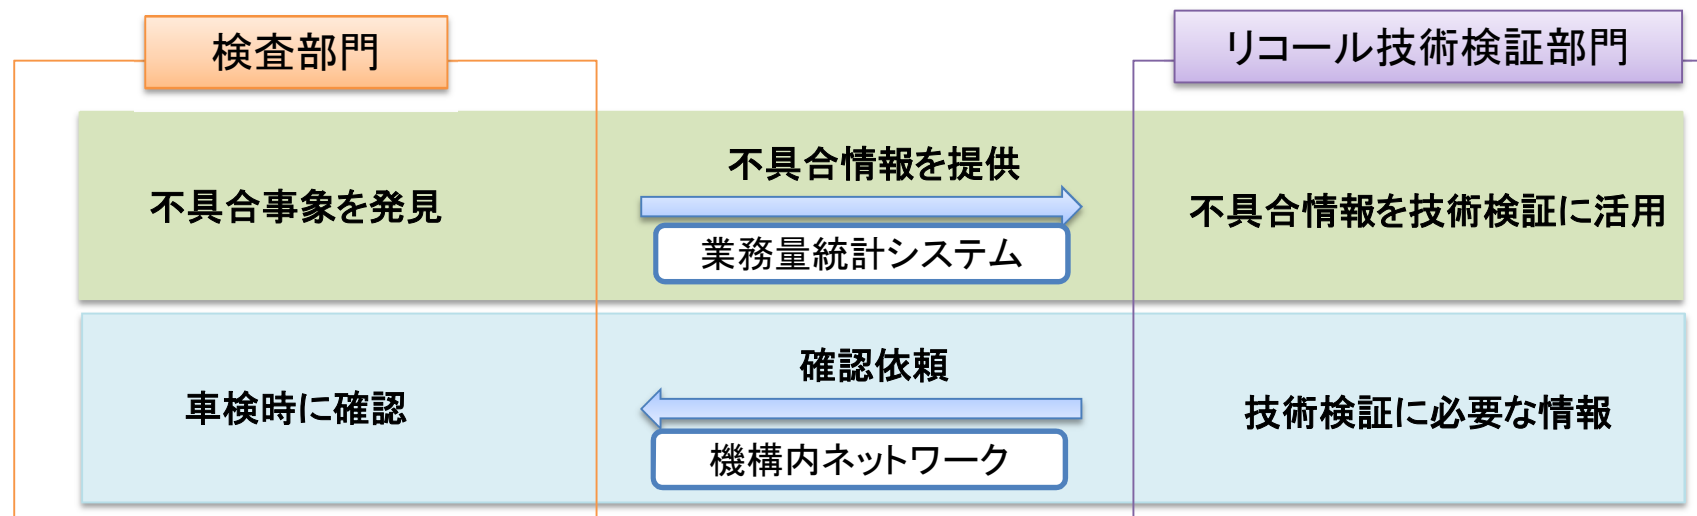 検査部門
リコール技術検証部門
不具合事象を発見
不具合情報を提供
業務量統計システム
不具合情報を技術検証に活用
車検時に確認
確認依頼
機構内ネットワーク
技術検証に必要な情報